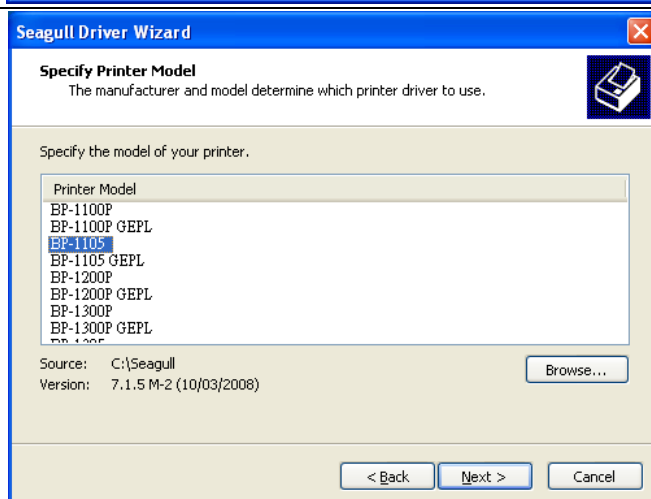 Seagull Driver Wizard
Specify Printer Model
The manufacturer and model determine which printer driver to use.
Specify the model of your printer.
Printer Model
BP-1100P
BP-1100P GEPL
BP-1105
BP-1105 GEPL
BP-1200P
BP-1200P GEPL
BP-1300P
BP-1300P GEPL
Source: C:\Seagull
Browse...
Version: 7.1.5 M-2 (10/03/2008)
< Back
Next >
Cancel